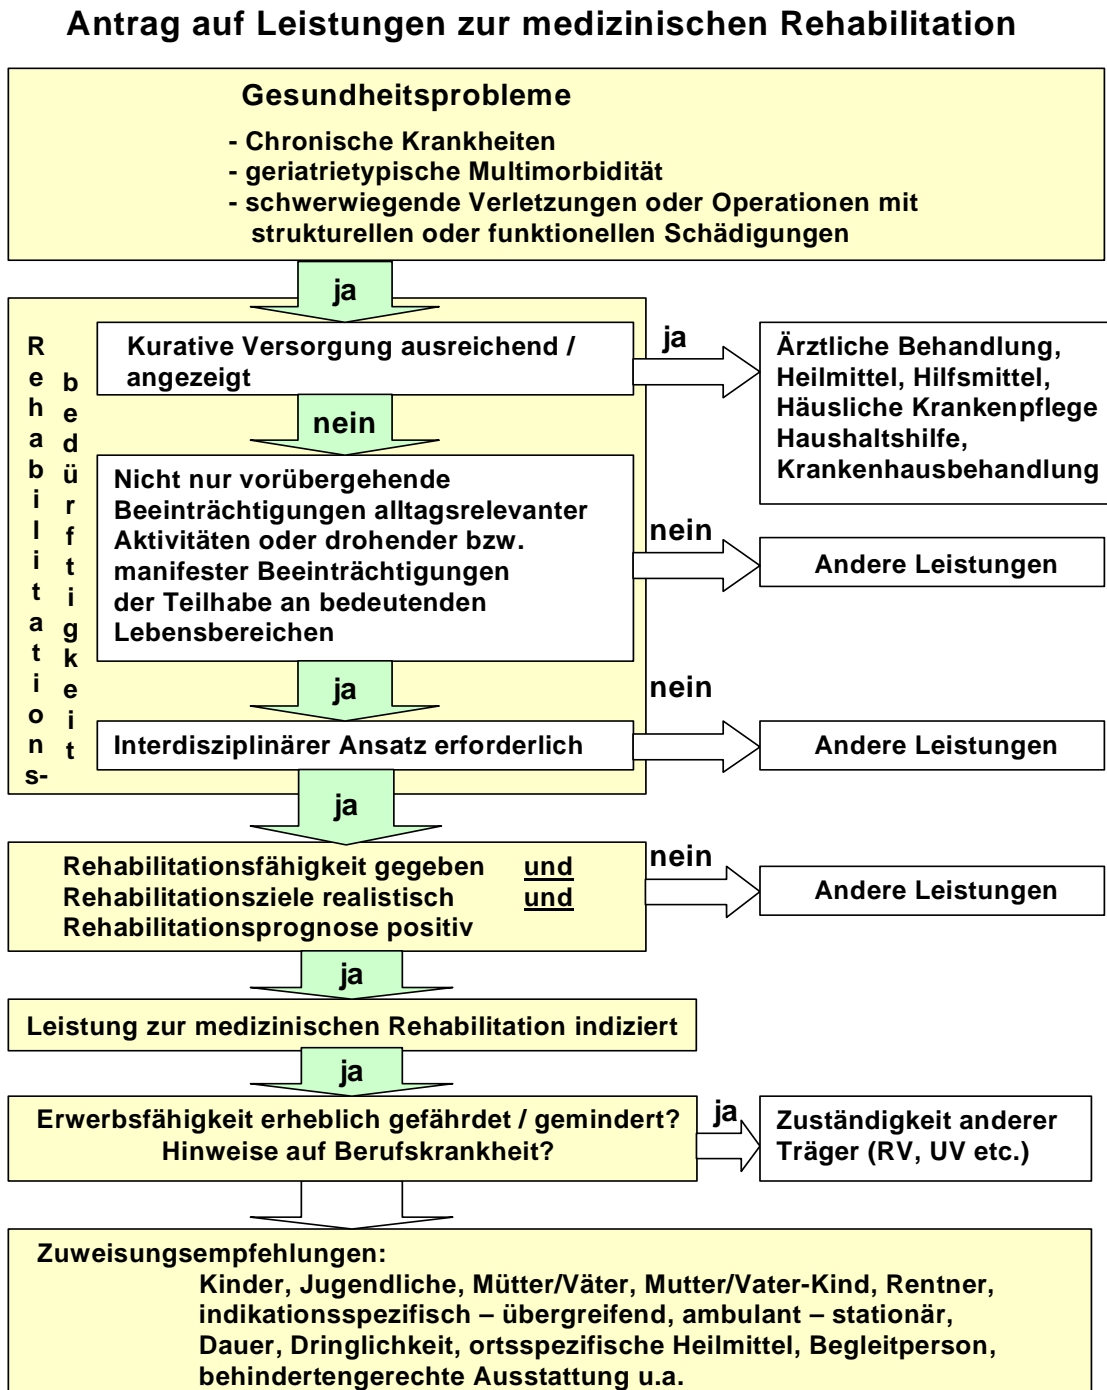 Antrag auf Leistungen zur medizinischen Rehabilitation
Gesundheitsprobleme
- Chronische Krankheiten
- geriatrietypische Multimorbidität
- schwerwiegende Verletzungen oder Operationen mit
strukturellen oder funktionellen Schädigungen
ja
Rehabilitations-
bedürftigkeit
Kurative Versorgung ausreichend /
angezeigt
ja
Ärztliche Behandlung,
Heilmittel, Hilfsmittel,
Häusliche Krankenpflege
Haushaltshilfe,
Krankenhausbehandlung
nein
Nicht nur vorübergehende
Beeinträchtigungen alltagsrelevanter
Aktivitäten oder drohender bzw.
manifester Beeinträchtigungen
der Teilhabe an bedeutenden
Lebensbereichen
nein
Andere Leistungen
ja
Interdisziplinärer Ansatz erforderlich
nein
Andere Leistungen
ja
Rehabilitationsfähigkeit gegeben und
Rehabilitationsziele realistisch und
Rehabilitationsprognose positiv
nein
Andere Leistungen
ja
Leistung zur medizinischen Rehabilitation indiziert
ja
Erwerbsfähigkeit erheblich gefährdet / gemindert?
Hinweise auf Berufskrankheit?
ja
Zuständigkeit anderer
Träger (RV, UV etc.)
Zuweisungsempfehlungen:
Kinder, Jugendliche, Mütter/Väter, Mutter/Vater-Kind, Rentner,
indikationsspezifisch – übergreifend, ambulant – stationär,
Dauer, Dringlichkeit, ortsspezifische Heilmittel, Begleitperson,
behindertengerechte Ausstattung u.a.